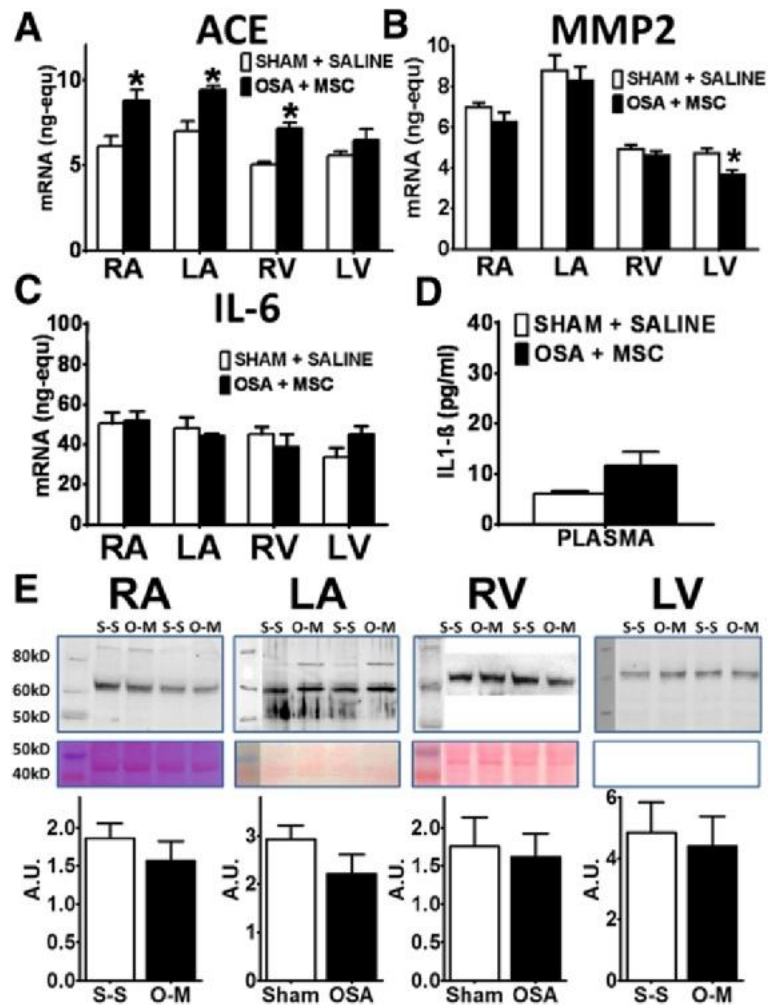 A
ACE
SHAM + SALINE
OSA + MSC
mRNA (ng-equ)
10
5
0
*
*
*
RA LA RV LV
B
MMP2
SHAM + SALINE
OSA + MSC
mRNA (ng-equ)
10
8
6
4
2
0
*
RA LA RV LV
C
IL-6
SHAM + SALINE
OSA + MSC
mRNA (ng-equ)
100
80
60
40
20
0
RA LA RV LV
D
SHAM + SALINE
OSA + MSC
IL1-ß (pg/ml)
40
30
20
10
0
PLASMA
E
RA LA RV LV
S-S O-M S-S O-M S-S O-M S-S O-M S-S O-M S-S O-M S-S O-M S-S O-M
80kD
60kD
50kD
50kD
40kD
A.U.
2.0
1.5
1.0
0.5
0.0
S-S O-M
A.U.
3
2
1
0
Sham OSA
A.U.
2.0
1.5
1.0
0.5
0.0
Sham OSA
A.U.
6
4
2
0
S-S O-M